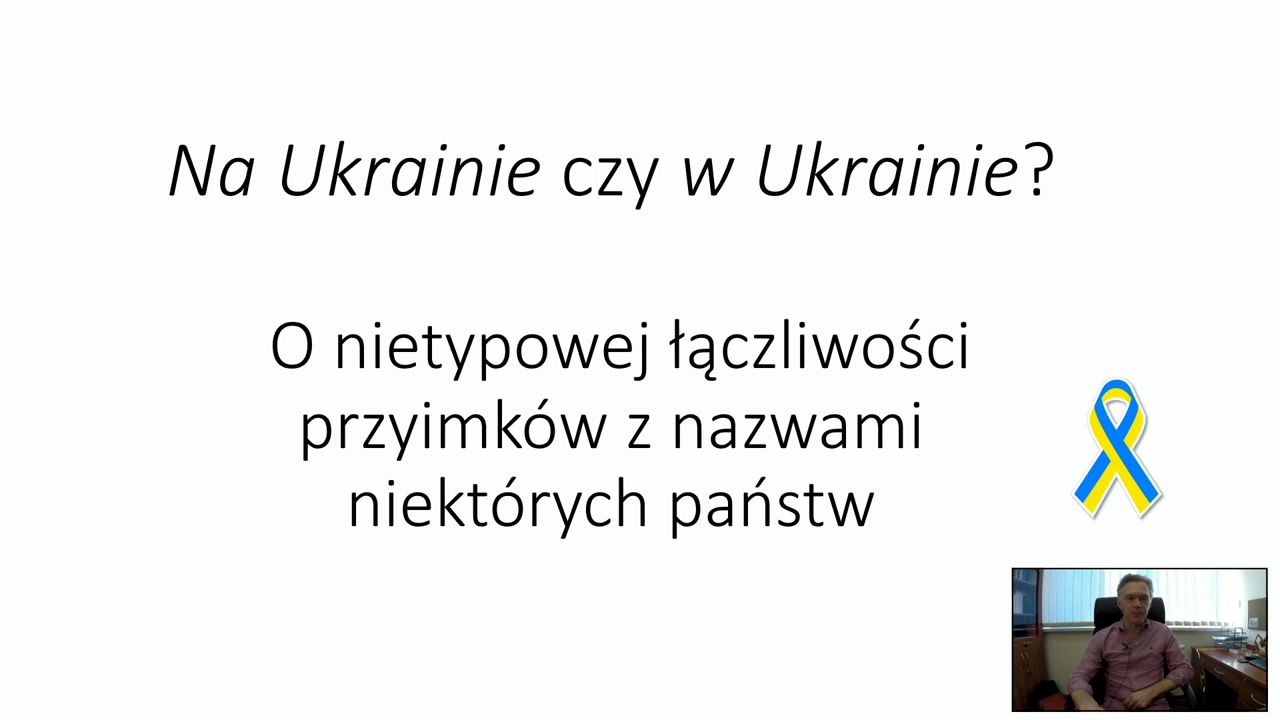 Na Ukrainie czy w Ukrainie?
O nietypowej łączliwości
przyimków z nazwami
niektórych państw